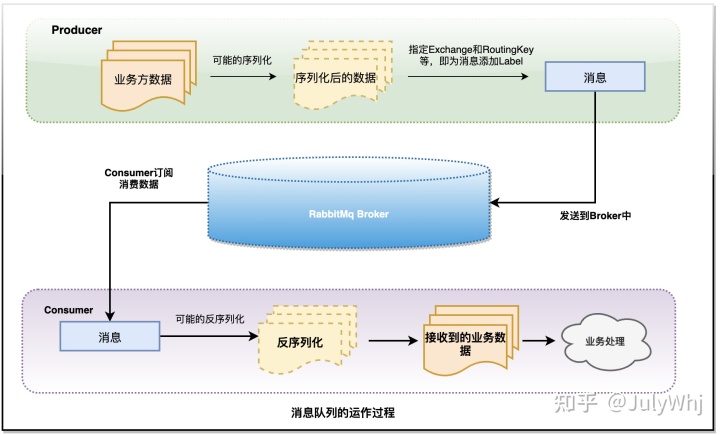 Producer
业务方数据
可能的序列化
序列化后的数据
指定Exchange和RoutingKey
等，即为消息添加Label
消息
Consumer订阅
消费数据
RabbitMq Broker
发送到Broker中
Consumer
消息
可能的反序列化
反序列化
接收到的业务数
据
业务处理
消息队列的运作过程
知乎 @JulyWhj